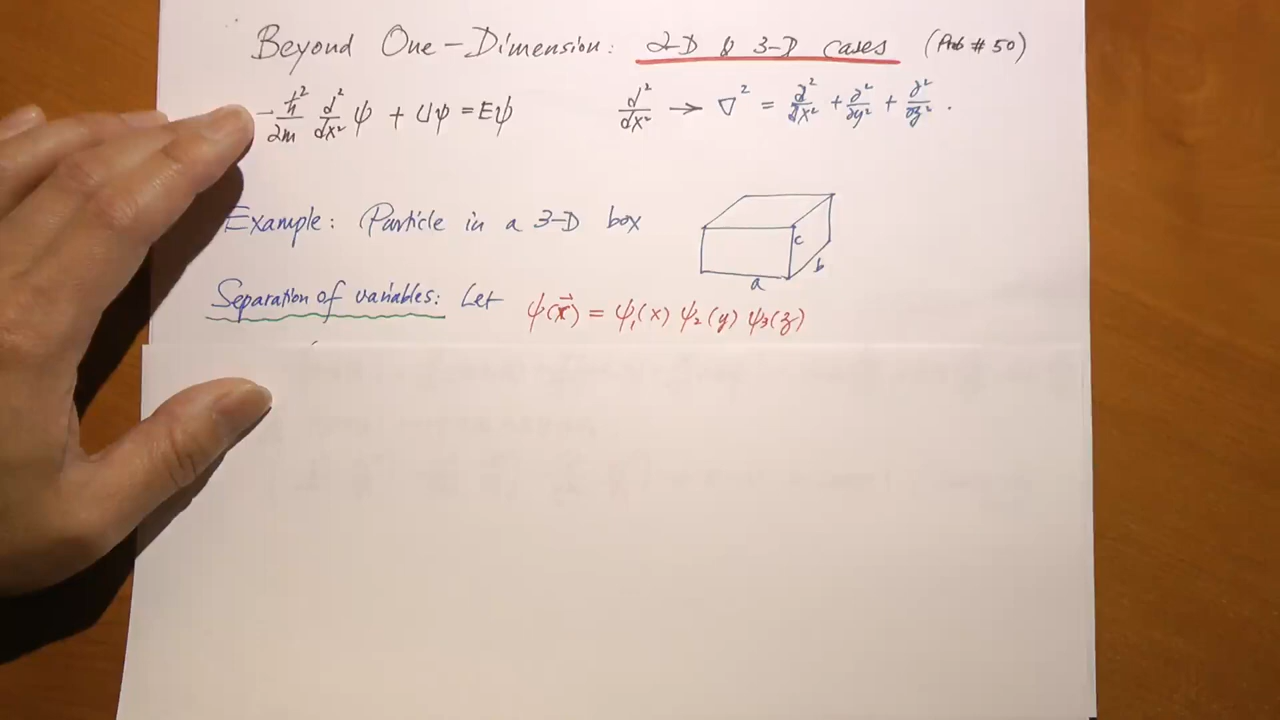 Beyond One-Dimension: 2-D & 3-D cases (Prob # 50)
-ℏ²/2m d²/dx² ψ + Uψ = Eψ d²/dx² → ∇² = ∂²/∂x² + ∂²/∂y² + ∂²/∂z² .
Example: Particle in a 3-D box
c
b
a
Separation of variables: Let ψ(x⃗) = ψ₁(x) ψ₂(y) ψ₃(z)